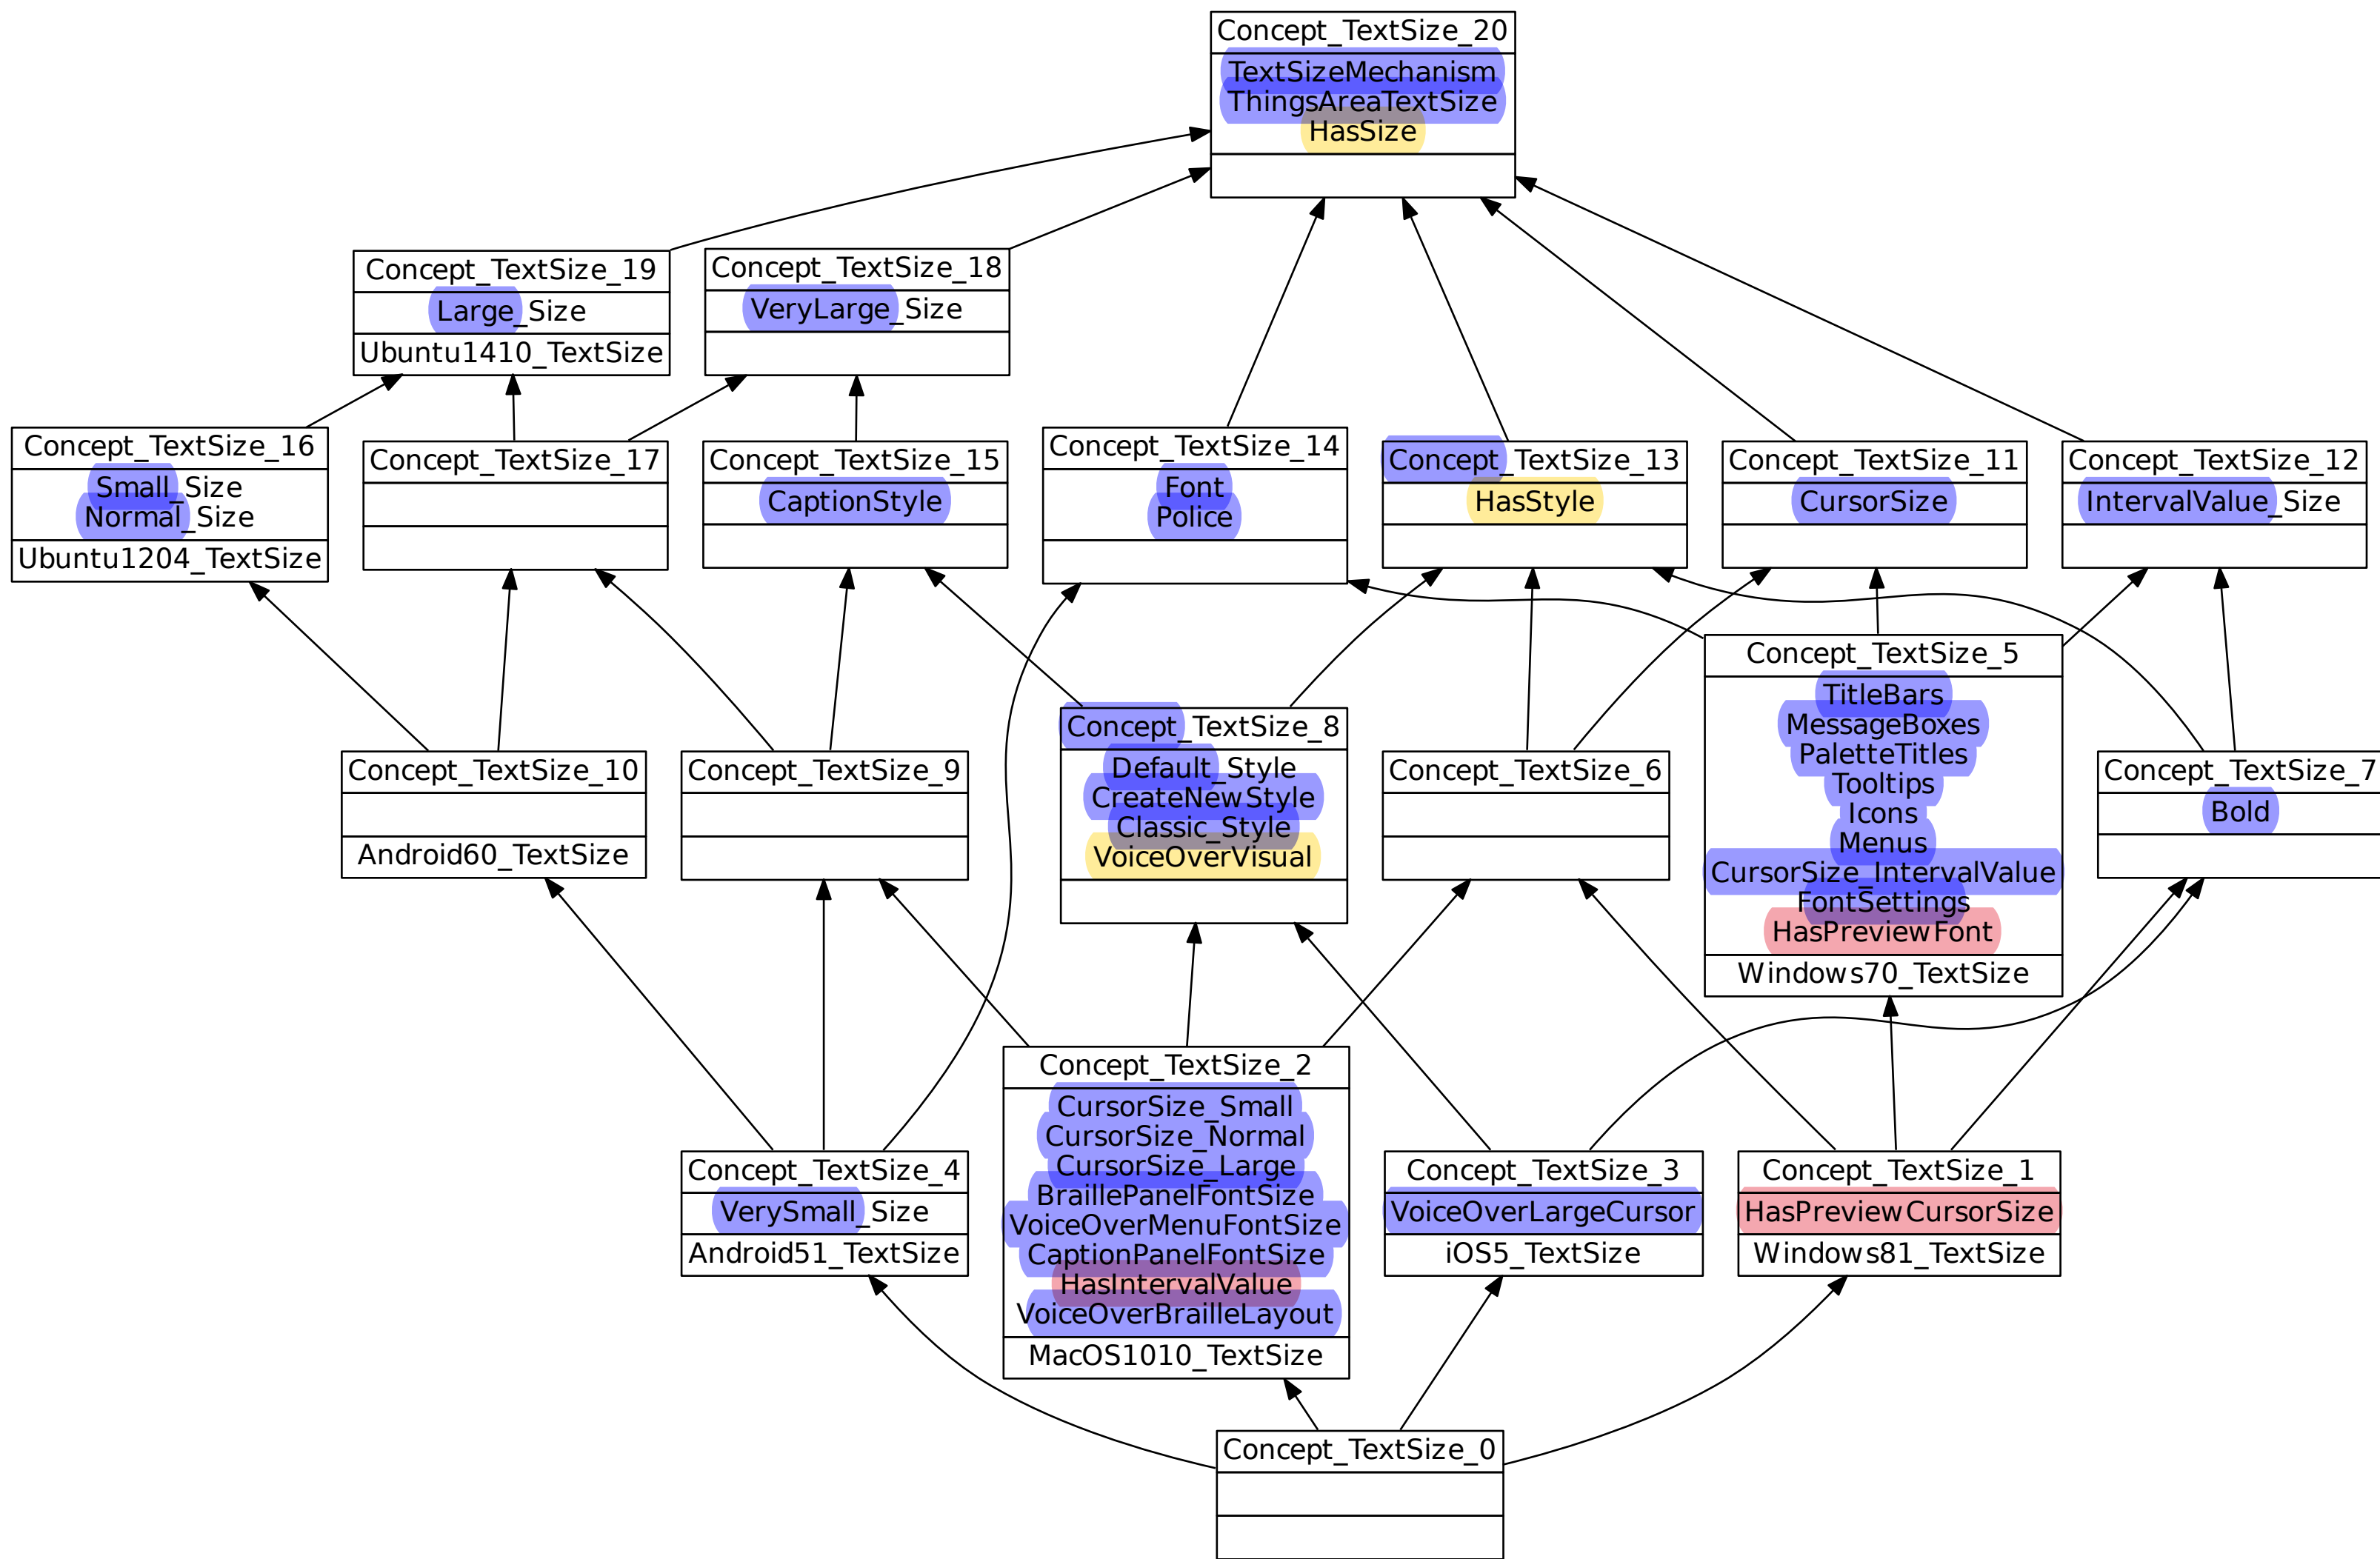 Concept_TextSize_20
TextSizeMechanism
ThingsAreaTextSize
HasSize
Concept_TextSize_19
Large_Size
Ubuntu1410_TextSize
Concept_TextSize_18
VeryLarge_Size
Concept_TextSize_16
Small_Size
Normal_Size
Ubuntu1204_TextSize
Concept_TextSize_17
Concept_TextSize_15
CaptionStyle
Concept_TextSize_14
Font
Police
Concept_TextSize_13
HasStyle
Concept_TextSize_11
CursorSize
Concept_TextSize_12
IntervalValue_Size
Concept_TextSize_10
Android60_TextSize
Concept_TextSize_9
Concept_TextSize_8
Default_Style
CreateNewStyle
Classic_Style
VoiceOverVisual
Concept_TextSize_6
Concept_TextSize_5
TitleBars
MessageBoxes
PaletteTitles
Tooltips
Icons
Menus
CursorSize_IntervalValue
FontSettings
HasPreviewFont
Windows70_TextSize
Concept_TextSize_7
Bold
Concept_TextSize_4
VerySmall_Size
Android51_TextSize
Concept_TextSize_2
CursorSize_Small
CursorSize_Normal
CursorSize_Large
BraillePanelFontSize
VoiceOverMenuFontSize
CaptionPanelFontSize
HasIntervalValue
VoiceOverBrailleLayout
MacOS1010_TextSize
Concept_TextSize_3
VoiceOverLargeCursor
iOS5_TextSize
Concept_TextSize_1
HasPreviewCursorSize
Windows81_TextSize
Concept_TextSize_0